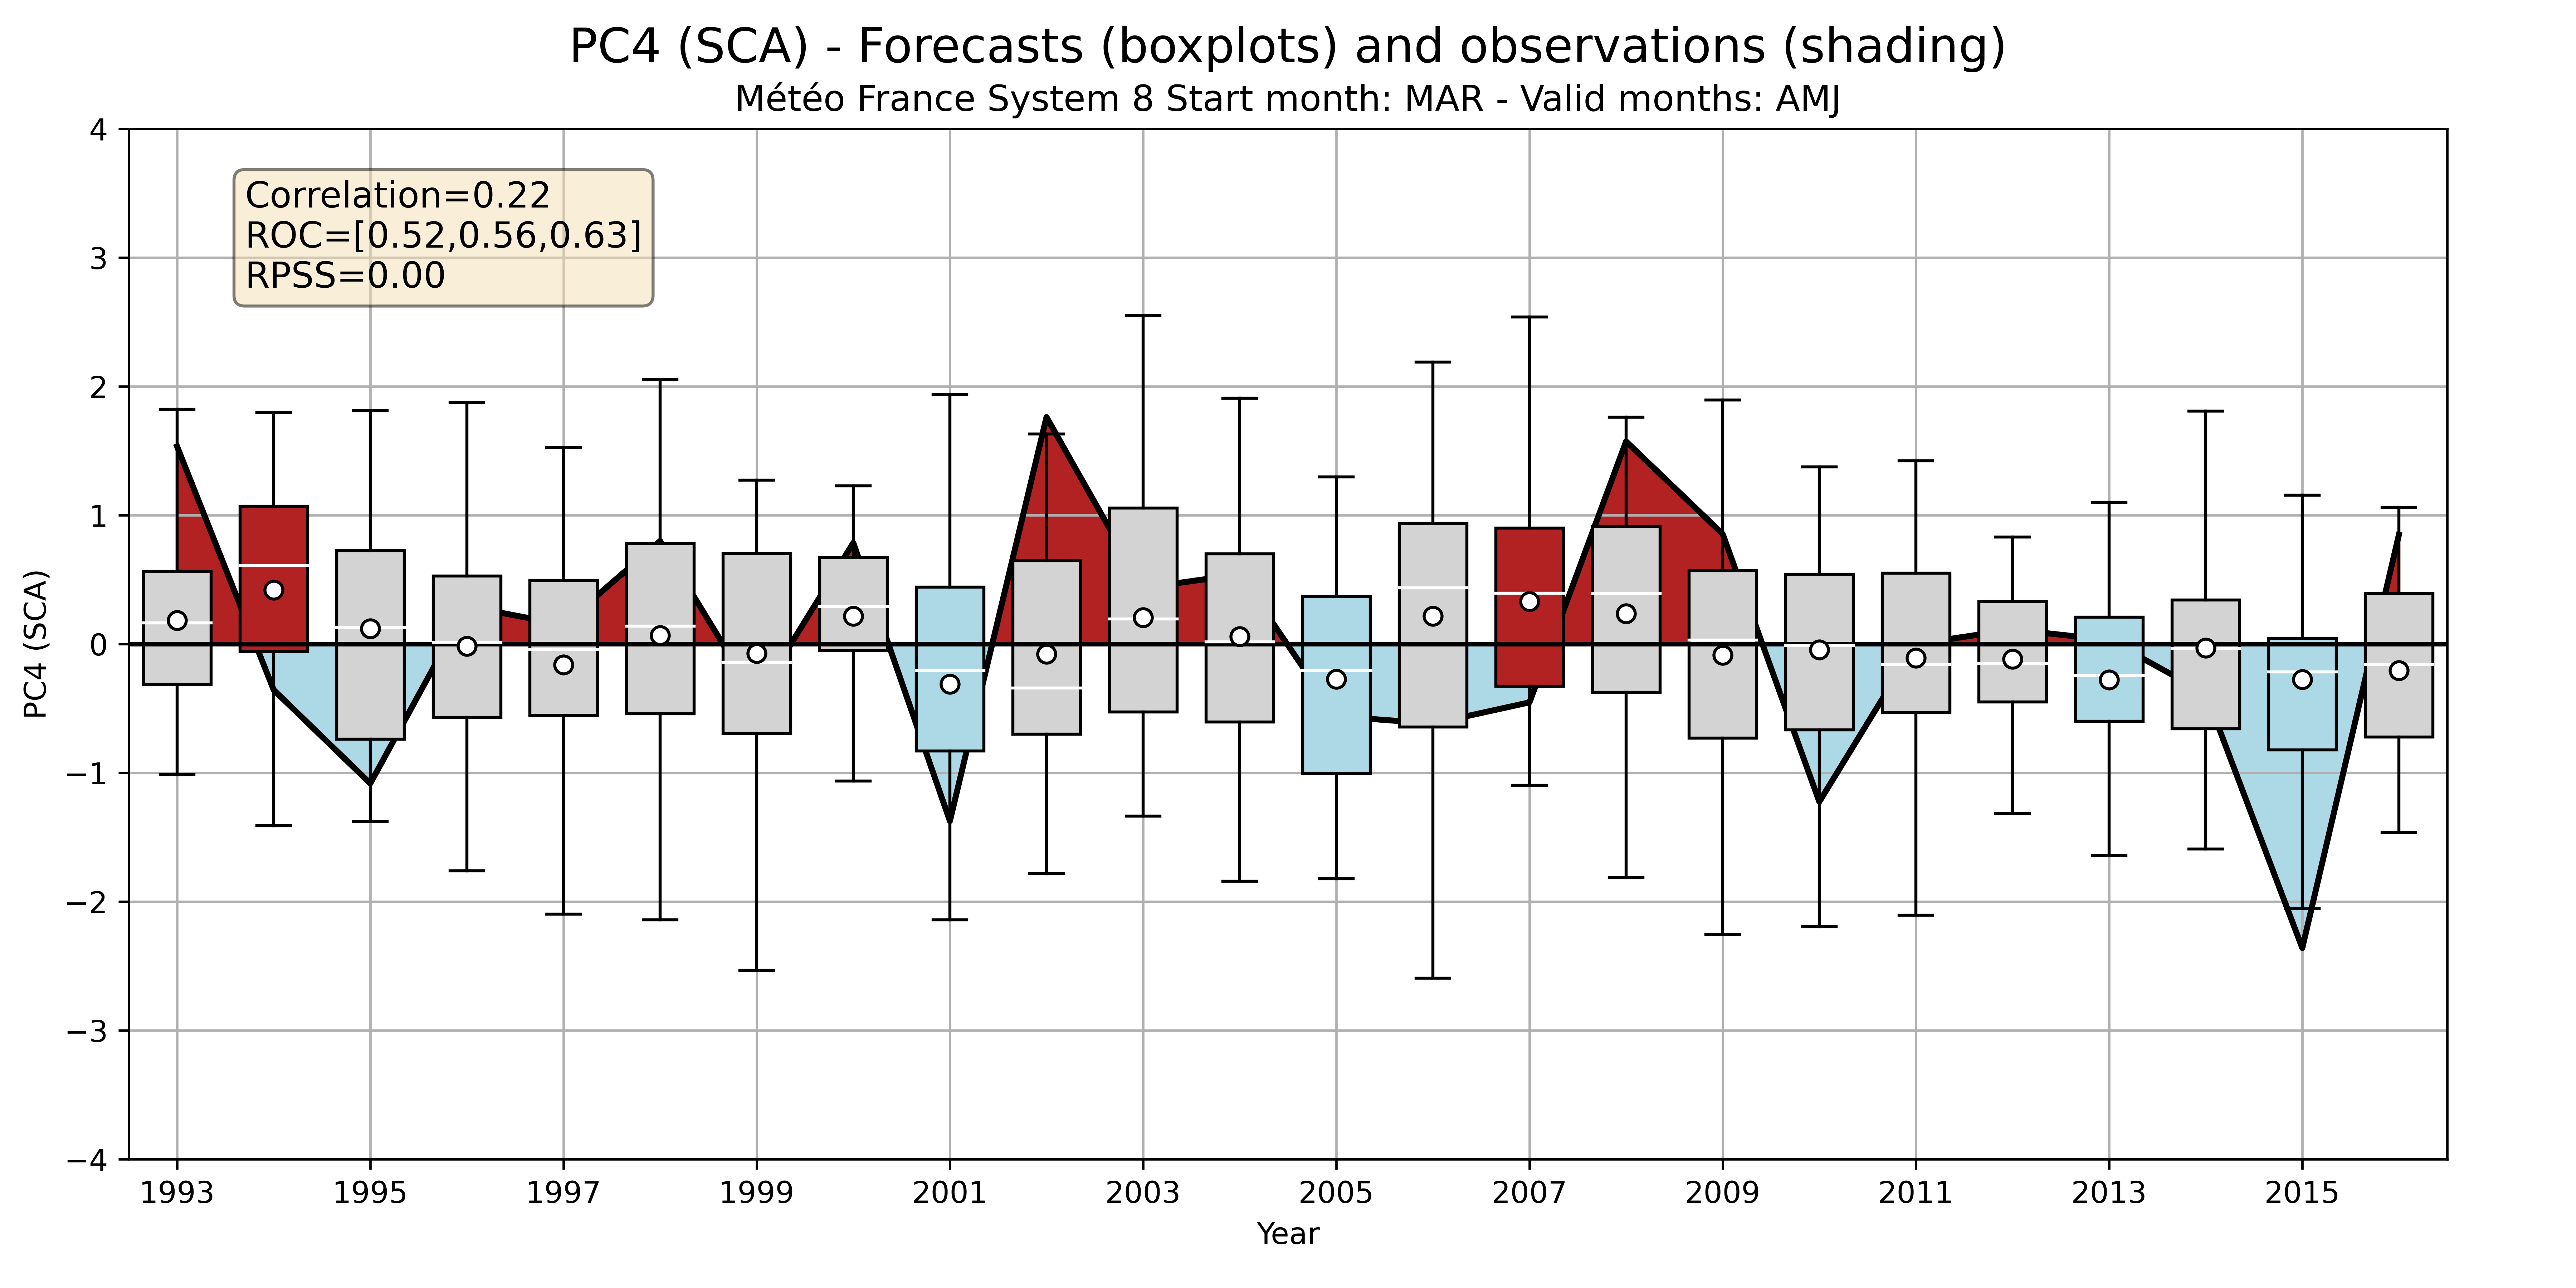 PC4 (SCA) - Forecasts (boxplots) and observations (shading)
Météo France System 8 Start month: MAR - Valid months: AMJ
Correlation=0.22
ROC=[0.52,0.56,0.63]
RPSS=0.00
PC4 (SCA)
4
3
2
1
0
−1
−2
−3
−4
1993 1995 1997 1999 2001 2003 2005 2007 2009 2011 2013 2015
Year